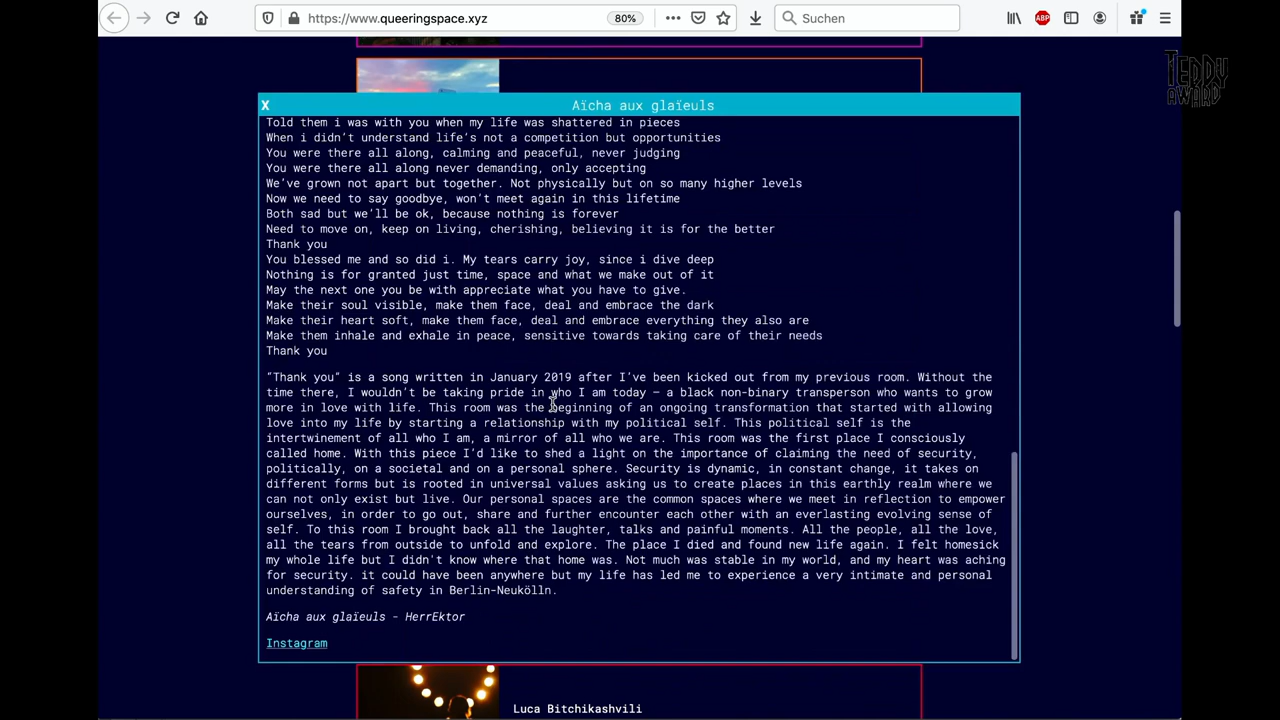 https://www.queeringspace.xyz
80%
Suchen
ABP
TEDDY
AWARD
X
Aïcha aux glaïeuls
Told them i was with you when my life was shattered in pieces
When i didn't understand life's not a competition but opportunities
You were there all along, calming and peaceful, never judging
You were there all along never demanding, only accepting
We've grown not apart but together. Not physically but on so many higher levels
Now we need to say goodbye, won't meet again in this lifetime
Both sad but we'll be ok, because nothing is forever
Need to move on, keep on living, cherishing, believing it is for the better
Thank you
You blessed me and so did i. My tears carry joy, since i dive deep
Nothing is for granted just time, space and what we make out of it
May the next one you be with appreciate what you have to give.
Make their soul visible, make them face, deal and embrace the dark
Make their heart soft, make them face, deal and embrace everything they also are
Make them inhale and exhale in peace, sensitive towards taking care of their needs
Thank you
"Thank you" is a song written in January 2019 after I've been kicked out from my previous room. Without the
time there, I wouldn't be taking pride in who I am today – a black non-binary transperson who wants to grow
more in love with life. This room was the beginning of an ongoing transformation that started with allowing
love into my life by starting a relationship with my political self. This political self is the
intertwinement of all who I am, a mirror of all who we are. This room was the first place I consciously
called home. With this piece I'd like to shed a light on the importance of claiming the need of security,
politically, on a societal and on a personal sphere. Security is dynamic, in constant change, it takes on
different forms but is rooted in universal values asking us to create places in this earthly realm where we
can not only exist but live. Our personal spaces are the common spaces where we meet in reflection to empower
ourselves, in order to go out, share and further encounter each other with an everlasting evolving sense of
self. To this room I brought back all the laughter, talks and painful moments. All the people, all the love,
all the tears from outside to unfold and explore. The place I died and found new life again. I felt homesick
my whole life but I didn't know where that home was. Not much was stable in my world, and my heart was aching
for security. it could have been anywhere but my life has led me to experience a very intimate and personal
understanding of safety in Berlin-Neukölln.
Aïcha aux glaïeuls - HerrEktor
Instagram
Luca Bitchikashvili